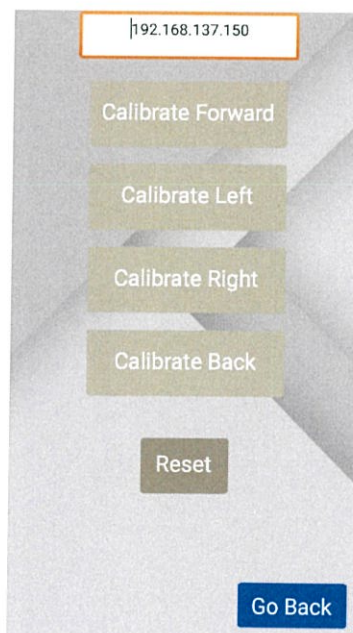 192.168.137.150
Calibrate Forward
Calibrate Left
Calibrate Right
Calibrate Back
Reset
Go Back